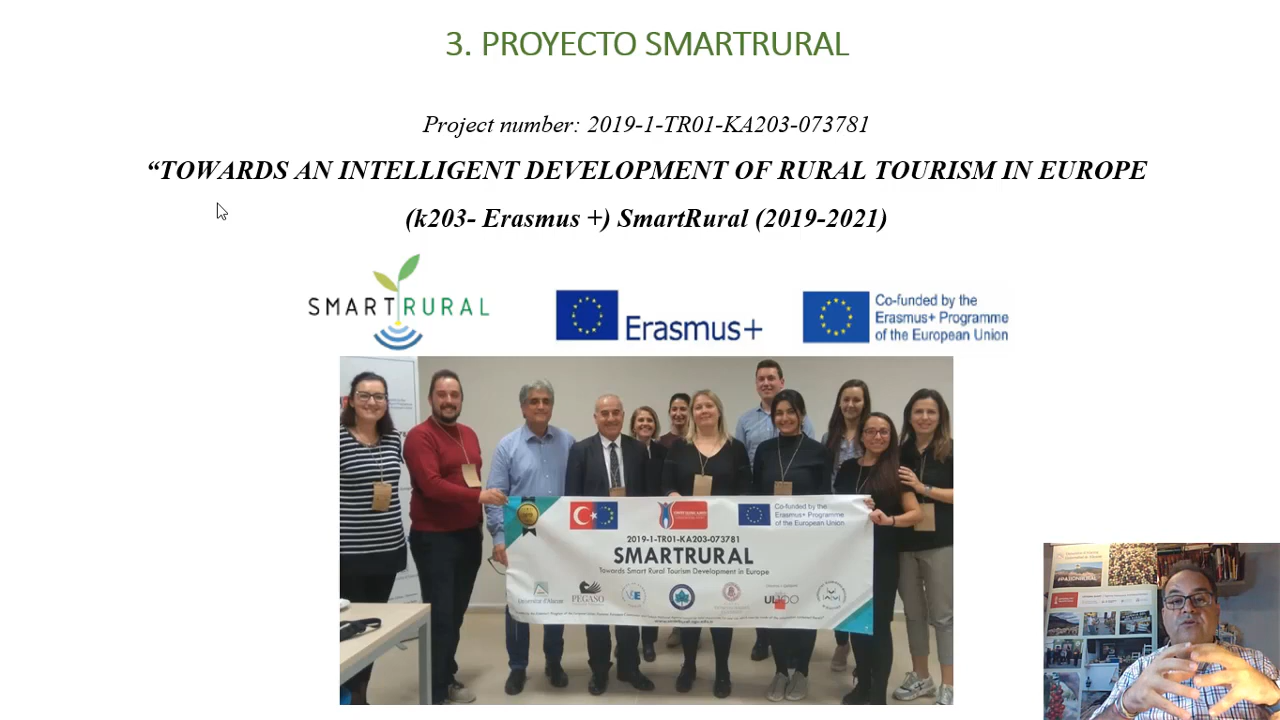 3. PROYECTO SMARTRURAL
Project number: 2019-1-TR01-KA203-073781
“TOWARDS AN INTELLIGENT DEVELOPMENT OF RURAL TOURISM IN EUROPE
(k203- Erasmus +) SmartRural (2019-2021)
SMARTRURAL
Erasmus+
Co-funded by the
Erasmus+ Programme
of the European Union
Co-funded by the
Erasmus+ Programme
of the European Union
2019-1-TR01-KA203-073781
SMARTRURAL
Towards Smart Rural Tourism Development in Europe
Universitat d'Alacant
PEGASO
#PASIONRURAL